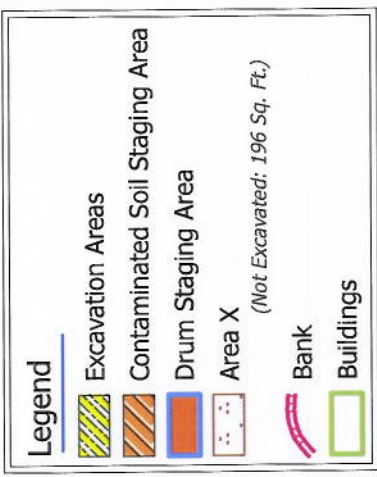 Legend
Excavation Areas
Contaminated Soil Staging Area
Drum Staging Area
Area X
(Not Excavated: 196 Sq. Ft.)
Bank
Buildings